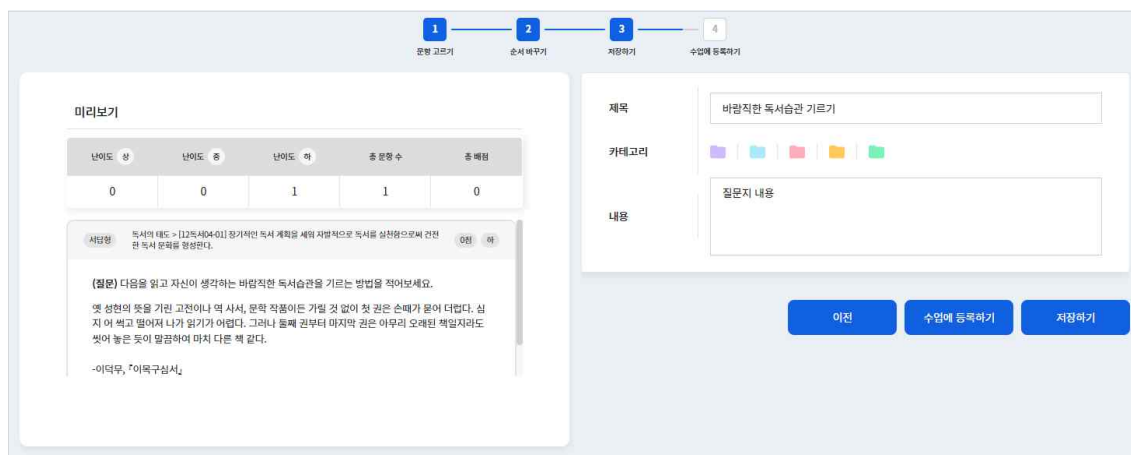 1
2
3
4
문항 고르기
순서 바꾸기
저장하기
수업에 등록하기
미리보기
난이도 상
난이도 중
난이도 하
총 문항 수
총 배점
0
0
1
1
0
서답형
독서의 태도 > [12독서04-01] 장기적인 독서 계획을 세워 자발적으로 독서를 실천함으로써 건전
한 독서 문화를 형성한다.
0점
하
(질문) 다음을 읽고 자신이 생각하는 바람직한 독서습관을 기르는 방법을 적어보세요.
옛 성현의 뜻을 기린 고전이나 역 사서, 문학 작품이든 가릴 것 없이 첫 권은 손때가 묻어 더럽다. 심
지 어 썩고 떨어져 나가 읽기가 어렵다. 그러나 둘째 권부터 마지막 권은 아무리 오래된 책일지라도
씻어 놓은 듯이 말끔하여 마치 다른 책 같다.
-이덕무, 『이목구심서』
제목
바람직한 독서습관 기르기
카테고리
내용
질문지 내용
이전
수업에 등록하기
저장하기